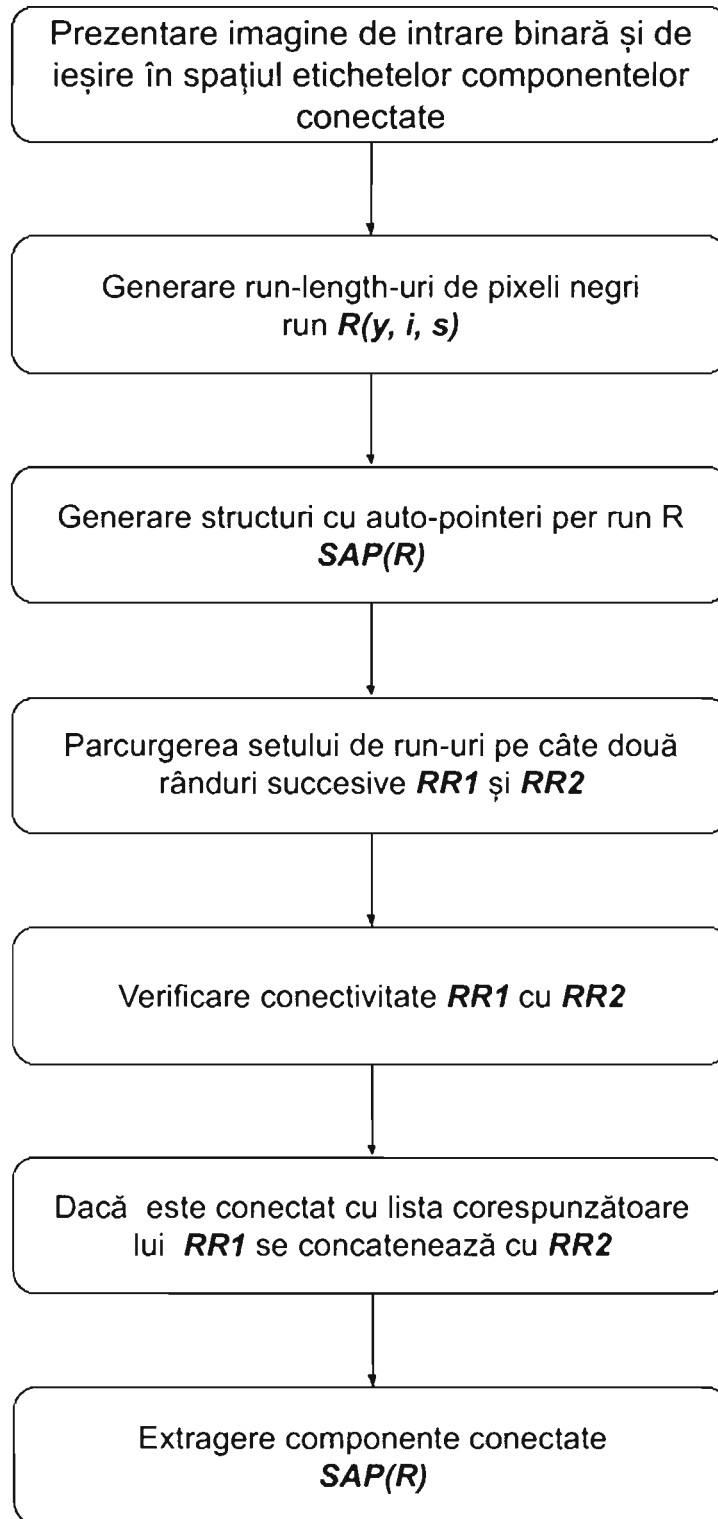 Prezentare imagine de intrare binară și de
ieșire în spațiul etichetelor componentelor
conectate
Generare run-length-uri de pixeli negri
run R(y, i, s)
Generare structuri cu auto-pointeri per run R
SAP(R)
Parcurgerea setului de run-uri pe câte două
rânduri succesive RR1 și RR2
Verificare conectivitate RR1 cu RR2
Dacă este conectat cu lista corespunzătoare
lui RR1 se concatenează cu RR2
Extragere componente conectate
SAP(R)